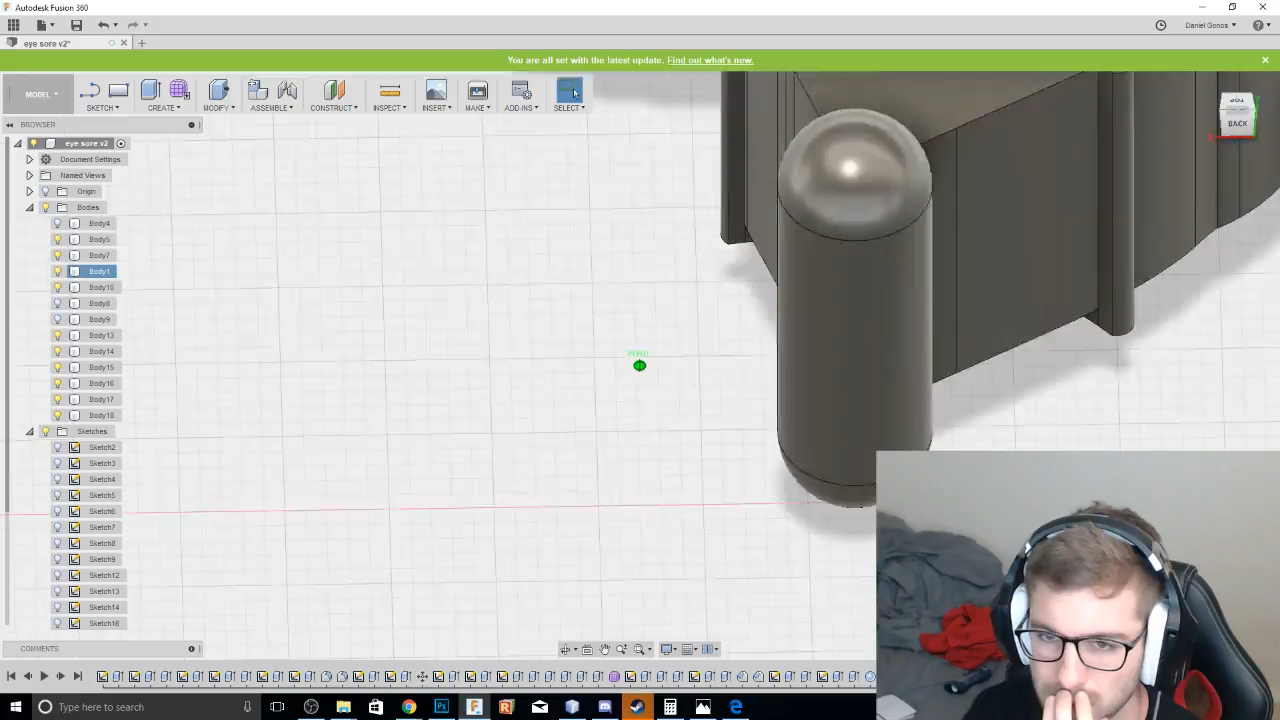 Autodesk Fusion 360
Daniel Gonos
eye sore v2*
You are all set with the latest update. Find out what's new.
MODEL
SKETCH
CREATE
MODIFY
ASSEMBLE
CONSTRUCT
INSPECT
INSERT
MAKE
ADD-INS
SELECT
TOP
BACK
BROWSER
eye sore v2
Document Settings
Named Views
Origin
Bodies
Body4
Body5
Body7
Body1
Body10
Body8
Body9
Body13
Body14
Body15
Body16
Body17
Body18
Sketches
Sketch2
Sketch3
Sketch4
Sketch5
Sketch6
Sketch7
Sketch8
Sketch9
Sketch12
Sketch13
Sketch14
Sketch16
COMMENTS
Type here to search